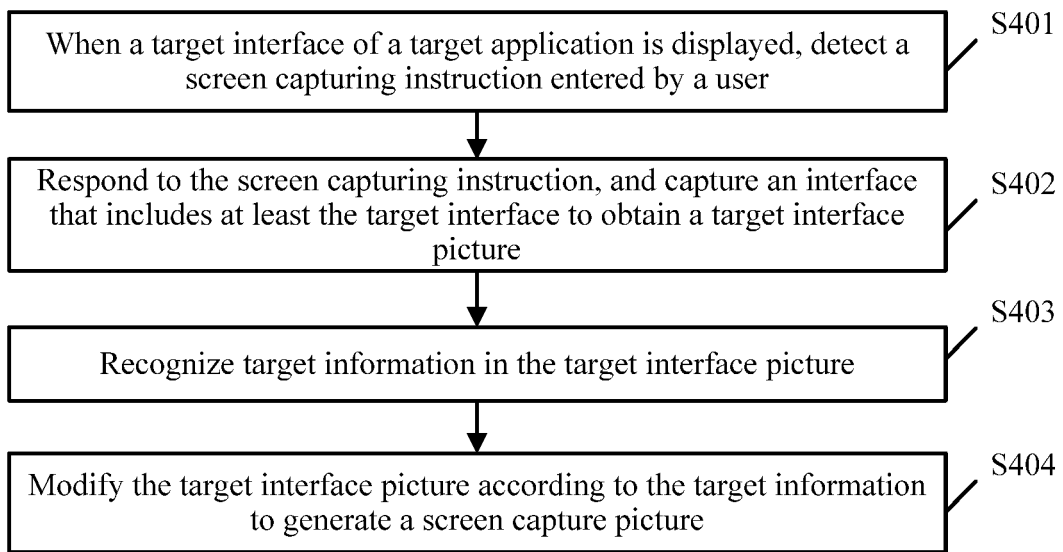 S401
When a target interface of a target application is displayed, detect a
screen capturing instruction entered by a user
S402
Respond to the screen capturing instruction, and capture an interface
that includes at least the target interface to obtain a target interface
picture
S403
Recognize target information in the target interface picture
S404
Modify the target interface picture according to the target information
to generate a screen capture picture